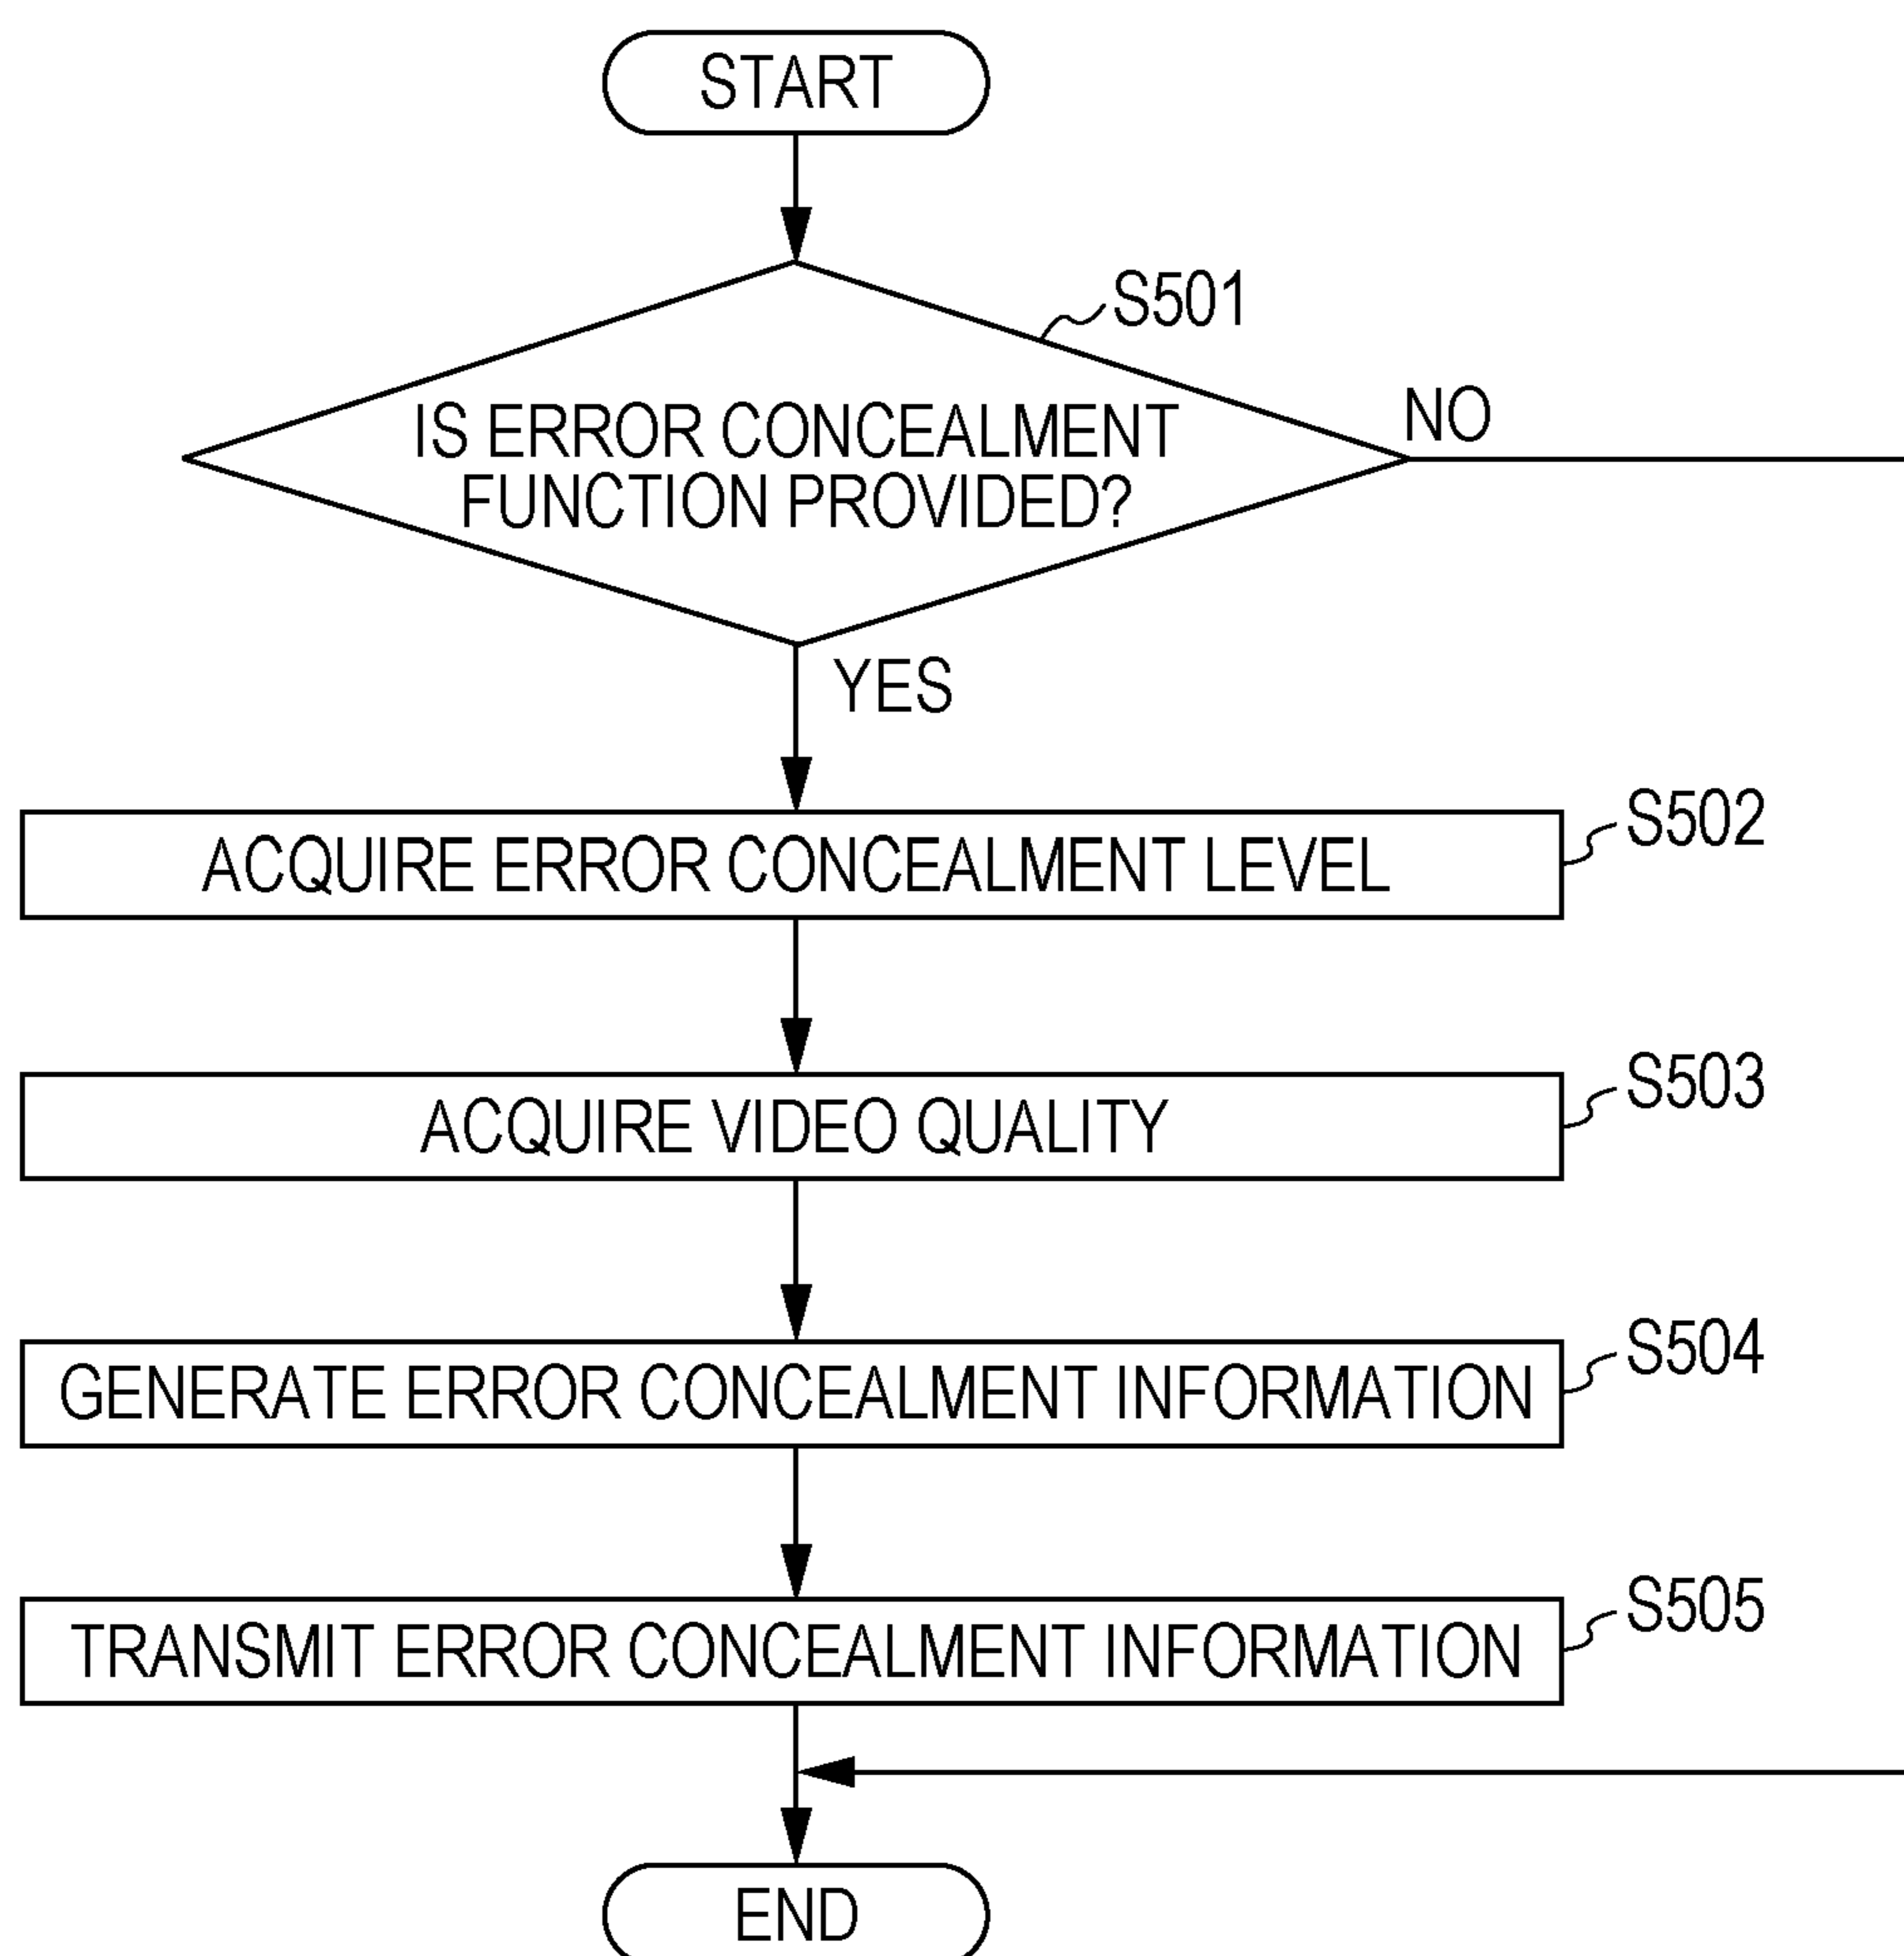 START
S501
IS ERROR CONCEALMENT
FUNCTION PROVIDED?
NO
YES
S502
ACQUIRE ERROR CONCEALMENT LEVEL
S503
ACQUIRE VIDEO QUALITY
S504
GENERATE ERROR CONCEALMENT INFORMATION
S505
TRANSMIT ERROR CONCEALMENT INFORMATION
END